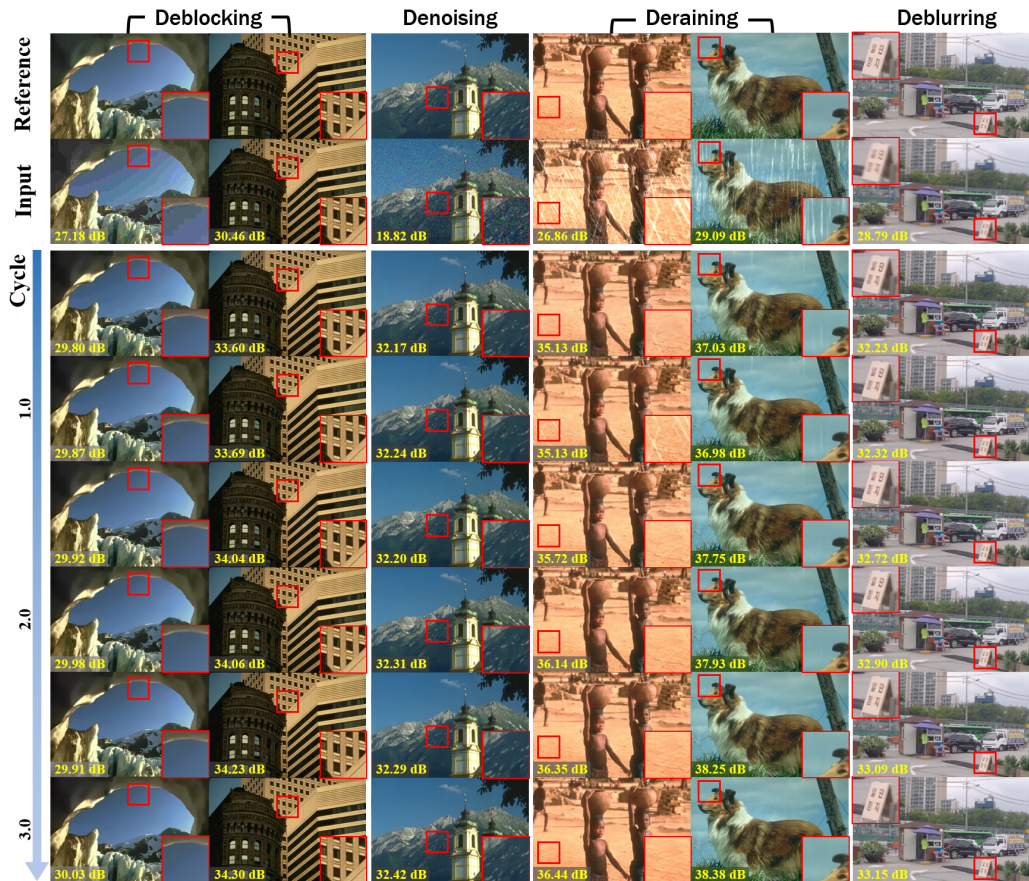 Deblocking Denoising Deraining Deblurring
Reference
Input
27.18 dB 30.46 dB 18.82 dB 26.86 dB 29.09 dB 28.79 dB
Cycle
29.80 dB 33.60 dB 32.17 dB 35.13 dB 37.03 dB 32.23 dB
1.0
29.87 dB 33.69 dB 32.24 dB 35.13 dB 36.98 dB 32.32 dB
29.92 dB 34.04 dB 32.20 dB 35.72 dB 37.75 dB 32.72 dB
2.0
29.98 dB 34.06 dB 32.31 dB 36.14 dB 37.93 dB 32.90 dB
29.91 dB 34.23 dB 32.29 dB 36.35 dB 38.25 dB 33.09 dB
3.0
30.03 dB 34.30 dB 32.42 dB 36.44 dB 38.38 dB 33.15 dB